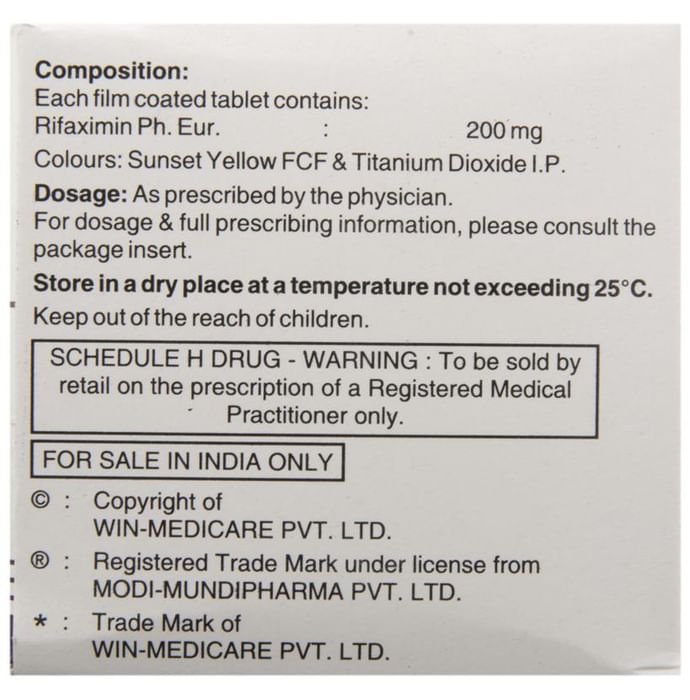 Composition:
Each film coated tablet contains:
Rifaximin Ph. Eur. : 200 mg
Colours: Sunset Yellow FCF & Titanium Dioxide I.P.
Dosage: As prescribed by the physician.
For dosage & full prescribing information, please consult the
package insert.
Store in a dry place at a temperature not exceeding 25°C.
Keep out of the reach of children.
SCHEDULE H DRUG - WARNING : To be sold by
retail on the prescription of a Registered Medical
Practitioner only.
FOR SALE IN INDIA ONLY
© : Copyright of
WIN-MEDICARE PVT. LTD.
® : Registered Trade Mark under license from
MODI-MUNDIPHARMA PVT. LTD.
* : Trade Mark of
WIN-MEDICARE PVT. LTD.